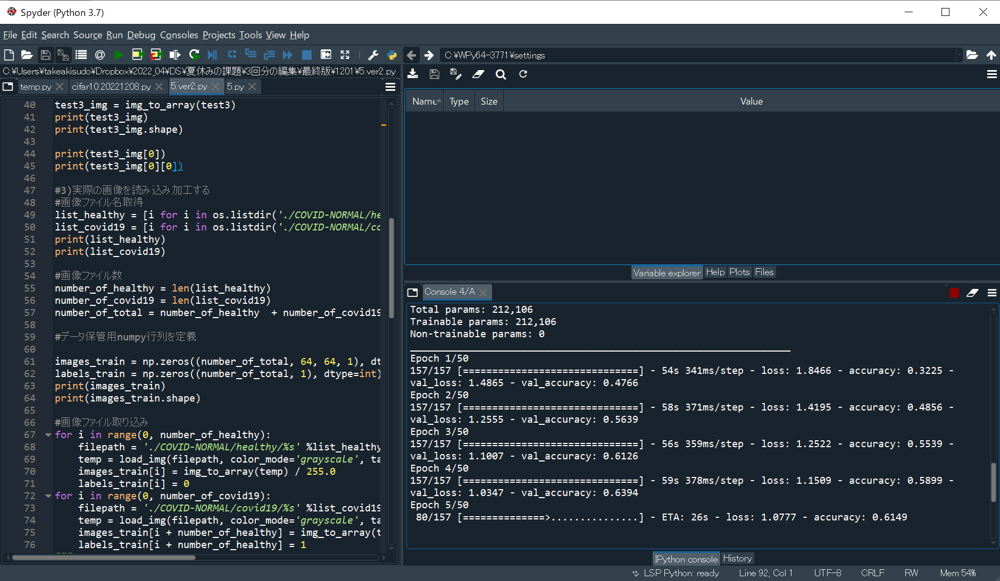 Spyder (Python 3.7)
File Edit Search Source Run Debug Consoles Projects Tools View Help
C:¥WPy64-3771¥settings
C:¥Users¥takeakisudo¥Dropbox¥2022_04¥DS¥夏休みの課題¥3回分の編集¥最終版¥1201¥5.ver2.py
temp.py cifar10.20221208.py 5.ver2.py 5.py
40 test3_img = img_to_array(test3)
41 print(test3_img)
42 print(test3_img.shape)
43
44 print(test3_img[0])
45 print(test3_img[0][0])
46
47 #3)実際の画像を読み込み加工する
48 #画像ファイル名取得
49 list_healthy = [i for i in os.listdir('./COVID-NORMAL/he
50 list_covid19 = [i for i in os.listdir('./COVID-NORMAL/co
51 print(list_healthy)
52 print(list_covid19)
53
54 #画像ファイル数
55 number_of_healthy = len(list_healthy)
56 number_of_covid19 = len(list_covid19)
57 number_of_total = number_of_healthy  + number_of_covid19
58
59 #データ保管用numpy行列を定義
60
61 images_train = np.zeros((number_of_total, 64, 64, 1), dt
62 labels_train = np.zeros((number_of_total, 1), dtype=int)
63 print(images_train)
64 print(images_train.shape)
65
66 #画像ファイル取り込み
67 for i in range(0, number_of_healthy):
68     filepath = './COVID-NORMAL/healthy/%s' %list_healthy
69     temp = load_img(filepath, color_mode='grayscale', ta
70     images_train[i] = img_to_array(temp) / 255.0
71     labels_train[i] = 0
72 for i in range(0, number_of_covid19):
73     filepath = './COVID-NORMAL/covid19/%s' %list_covid19
74     temp = load_img(filepath, color_mode='grayscale', ta
75     images_train[i + number_of_healthy] = img_to_array(t
76     labels_train[i + number_of_healthy] = 1
Name Type Size Value
Variable explorer Help Plots Files
Console 4/A
Total params: 212,106
Trainable params: 212,106
Non-trainable params: 0
Epoch 1/50
157/157 [==============================] - 54s 341ms/step - loss: 1.8466 - accuracy: 0.3225 -
val_loss: 1.4865 - val_accuracy: 0.4766
Epoch 2/50
157/157 [==============================] - 58s 371ms/step - loss: 1.4195 - accuracy: 0.4856 -
val_loss: 1.2555 - val_accuracy: 0.5639
Epoch 3/50
157/157 [==============================] - 56s 359ms/step - loss: 1.2522 - accuracy: 0.5539 -
val_loss: 1.1007 - val_accuracy: 0.6126
Epoch 4/50
157/157 [==============================] - 59s 378ms/step - loss: 1.1509 - accuracy: 0.5899 -
val_loss: 1.0347 - val_accuracy: 0.6394
Epoch 5/50
80/157 [==============>...............] - ETA: 26s - loss: 1.0777 - accuracy: 0.6149
IPython console History
LSP Python: ready Line 92, Col 1 UTF-8 CRLF RW Mem 54%